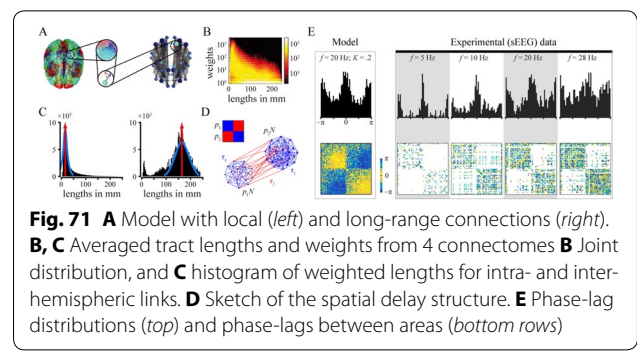 A
B
weights
10³
10²
10¹
0
100
200
lengths in mm
E
Model
Experimental (sEEG) data
f = 20 Hz; K = .2
f = 5 Hz
f = 10 Hz
f = 20 Hz
f = 28 Hz
−π
0
π
π
0
-π
C
10
5
0
0
100
200
lengths in mm
10
5
0
0
100
200
lengths in mm
D
p₁
p₂
p₂N
p₁N
τ₁
τ₂
Fig. 71 A Model with local (left) and long-range connections (right).
B, C Averaged tract lengths and weights from 4 connectomes B Joint
distribution, and C histogram of weighted lengths for intra- and inter-
hemispheric links. D Sketch of the spatial delay structure. E Phase-lag
distributions (top) and phase-lags between areas (bottom rows)